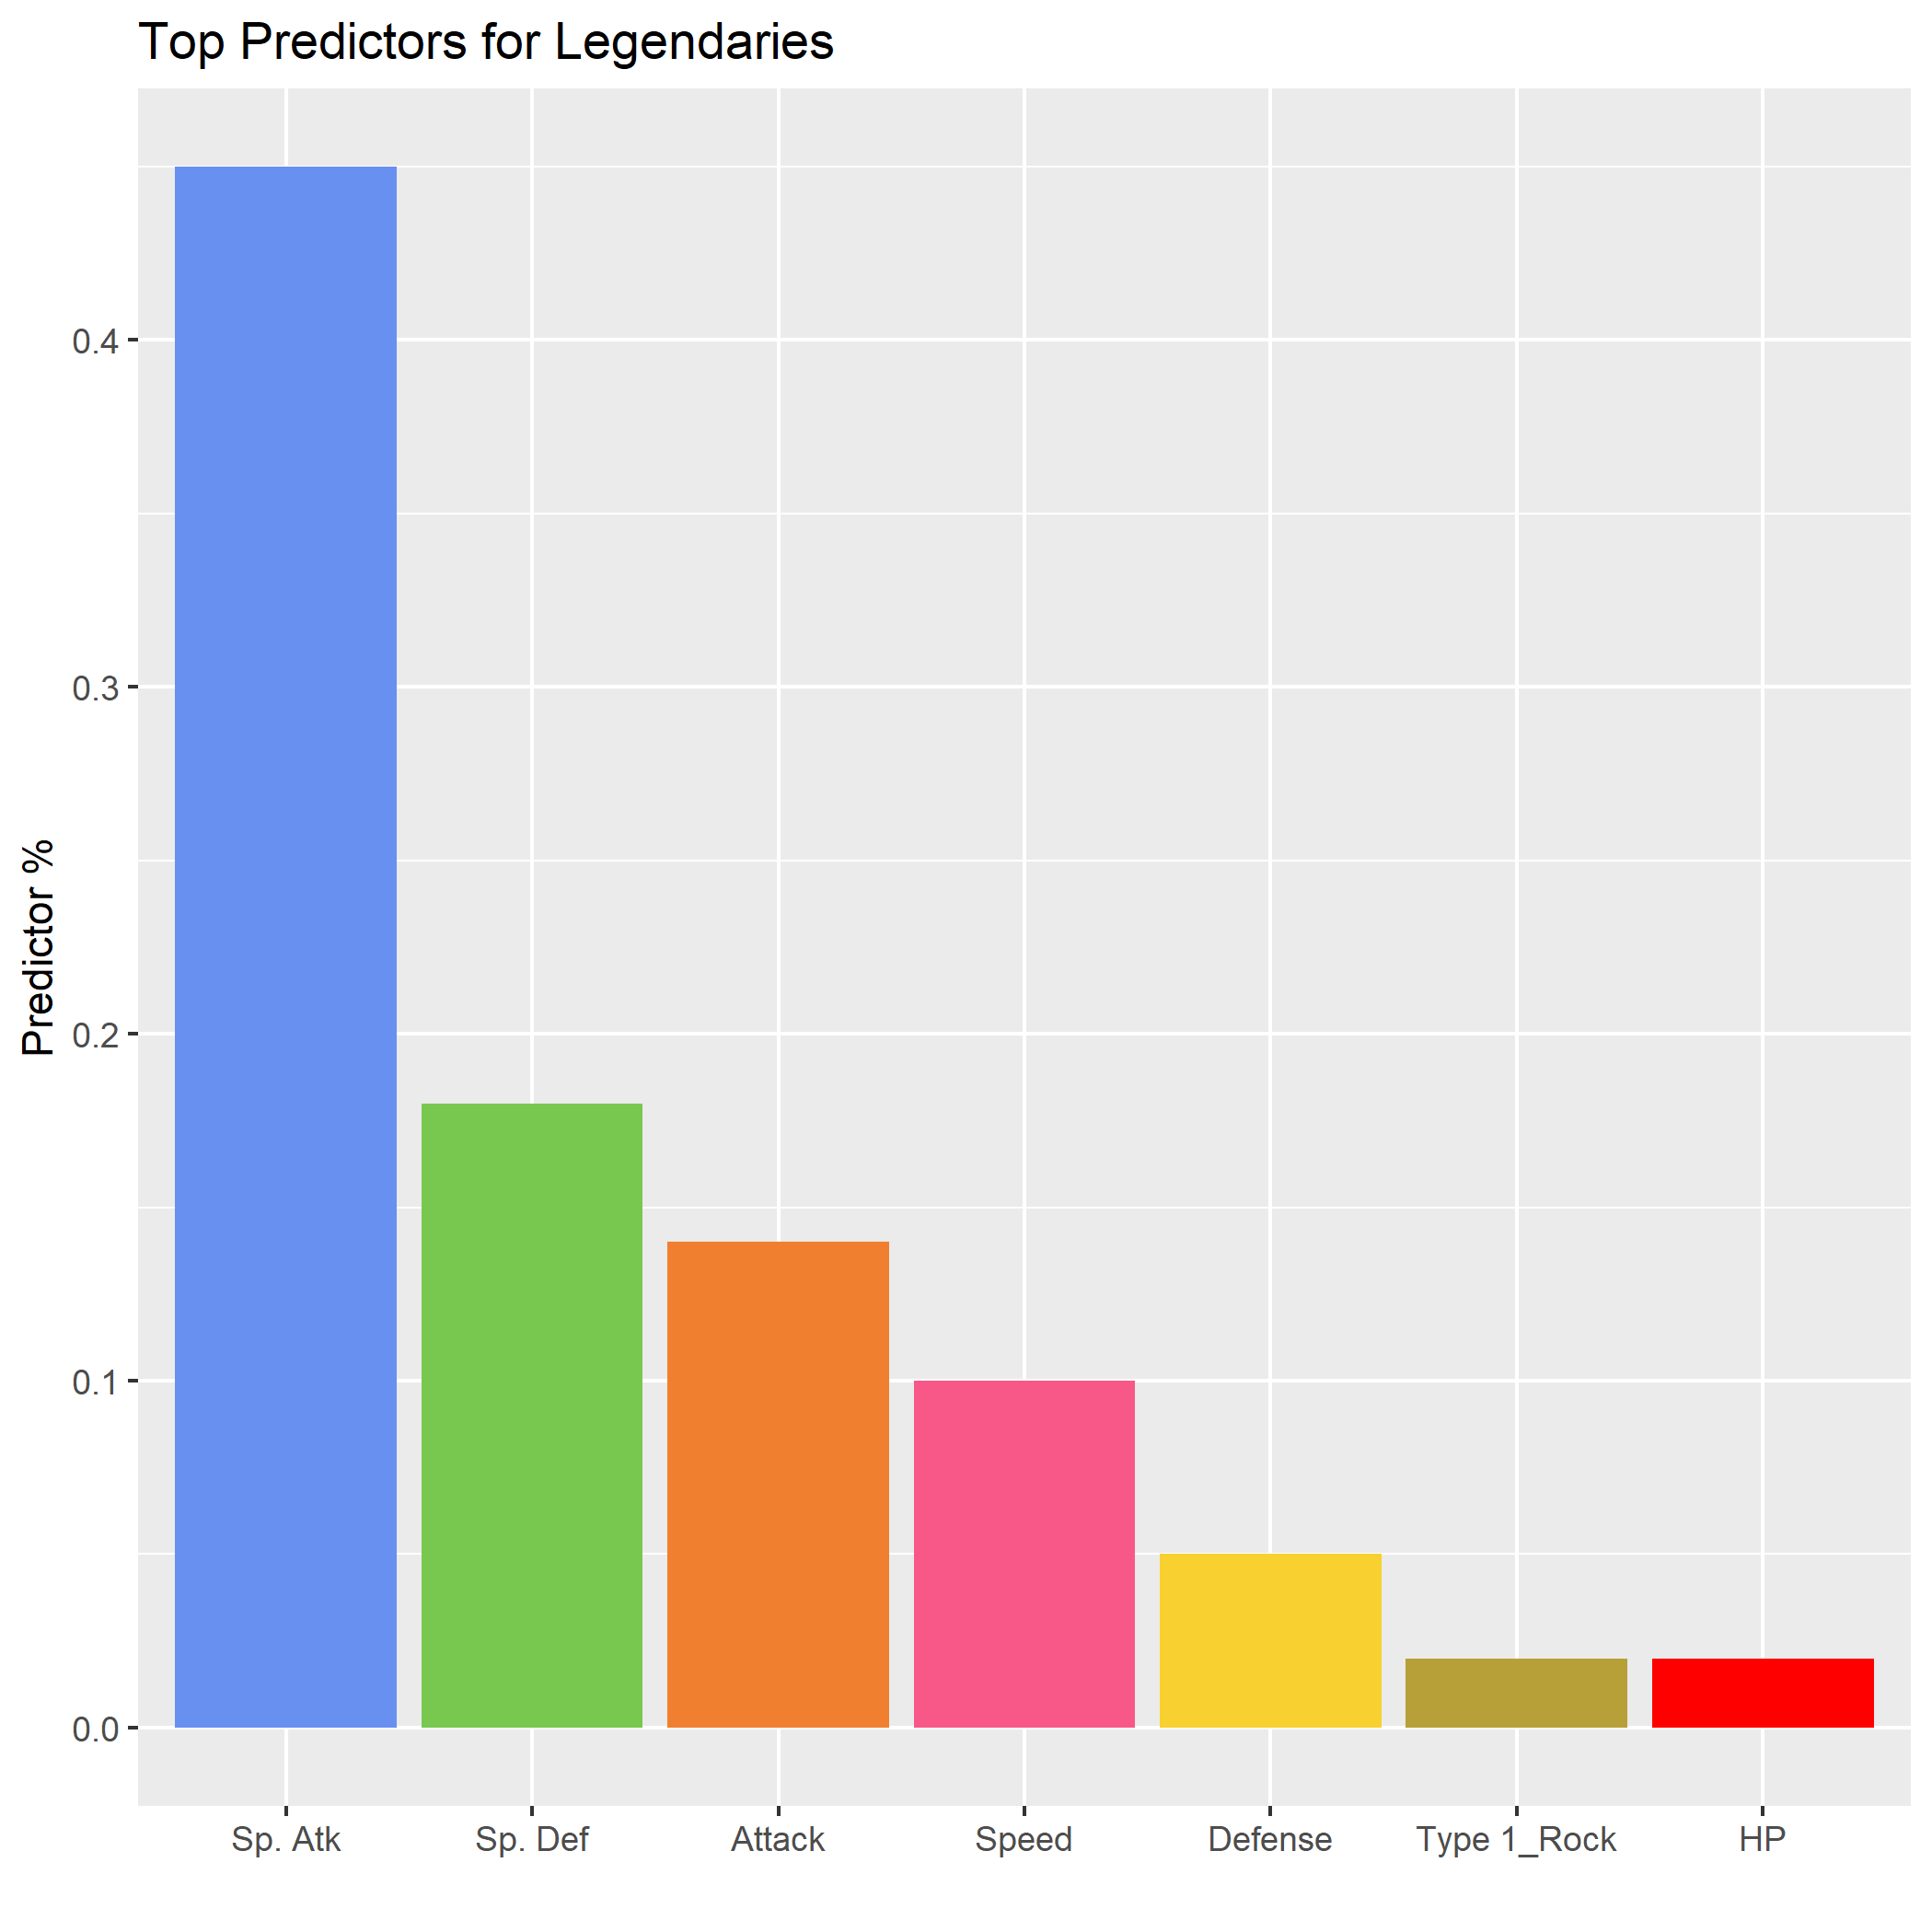 Top Predictors for Legendaries
Predictor %
0.4
0.3
0.2
0.1
0.0
Sp. Atk Sp. Def Attack Speed Defense Type 1_Rock HP